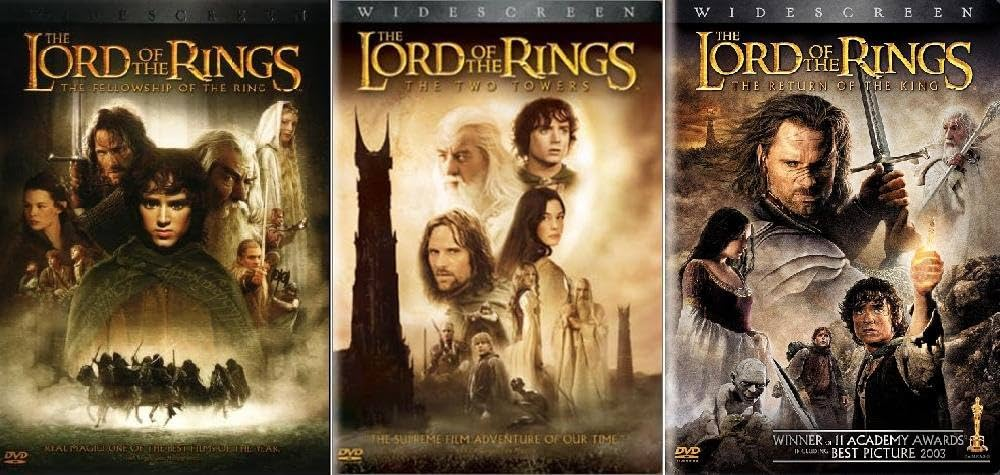 WIDESCREEN
THE
LORD OF THE RINGS
THE FELLOWSHIP OF THE RING
REAL MAGIC! ONE OF THE BEST FILMS OF THE YEAR.
DVD
WIDESCREEN
THE
LORD OF THE RINGS
THE TWO TOWERS
"THE SUPREME FILM ADVENTURE OF OUR TIME."
DVD
WIDESCREEN
THE
LORD OF THE RINGS
THE RETURN OF THE KING
WINNER OF 11 ACADEMY AWARDS
INCLUDING BEST PICTURE 2003
DVD